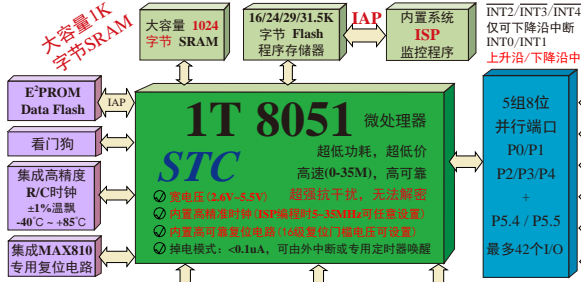 大容量1K
字节SRAM
大容量 1024
字节 SRAM
16/24/29/31.5K
字节 Flash
程序存储器
IAP
内置系统
ISP
监控程序
INT2/INT3/INT4
仅可下降沿中断
INT0/INT1
上升沿/下降沿中
E²PROM
Data Flash
IAP
看门狗
集成高精度
R/C时钟
±1%温飘
-40℃ ~ +85℃
集成MAX810
专用复位电路
1T 8051 微处理器
STC
超低功耗，超低价
高速(0-35M)，高可靠
宽电压(2.6V~5.5V)
超强抗干扰，无法解密
内置高精准时钟(ISP编程时5~35MHz可任意设置)
内置高可靠复位电路(16级复位门槛电压可设置)
掉电模式：<0.1uA，可由外中断或专用定时器唤醒
5组8位
并行端口
P0/P1
P2/P3/P4
+
P5.4 / P5.5
最多42个I/O